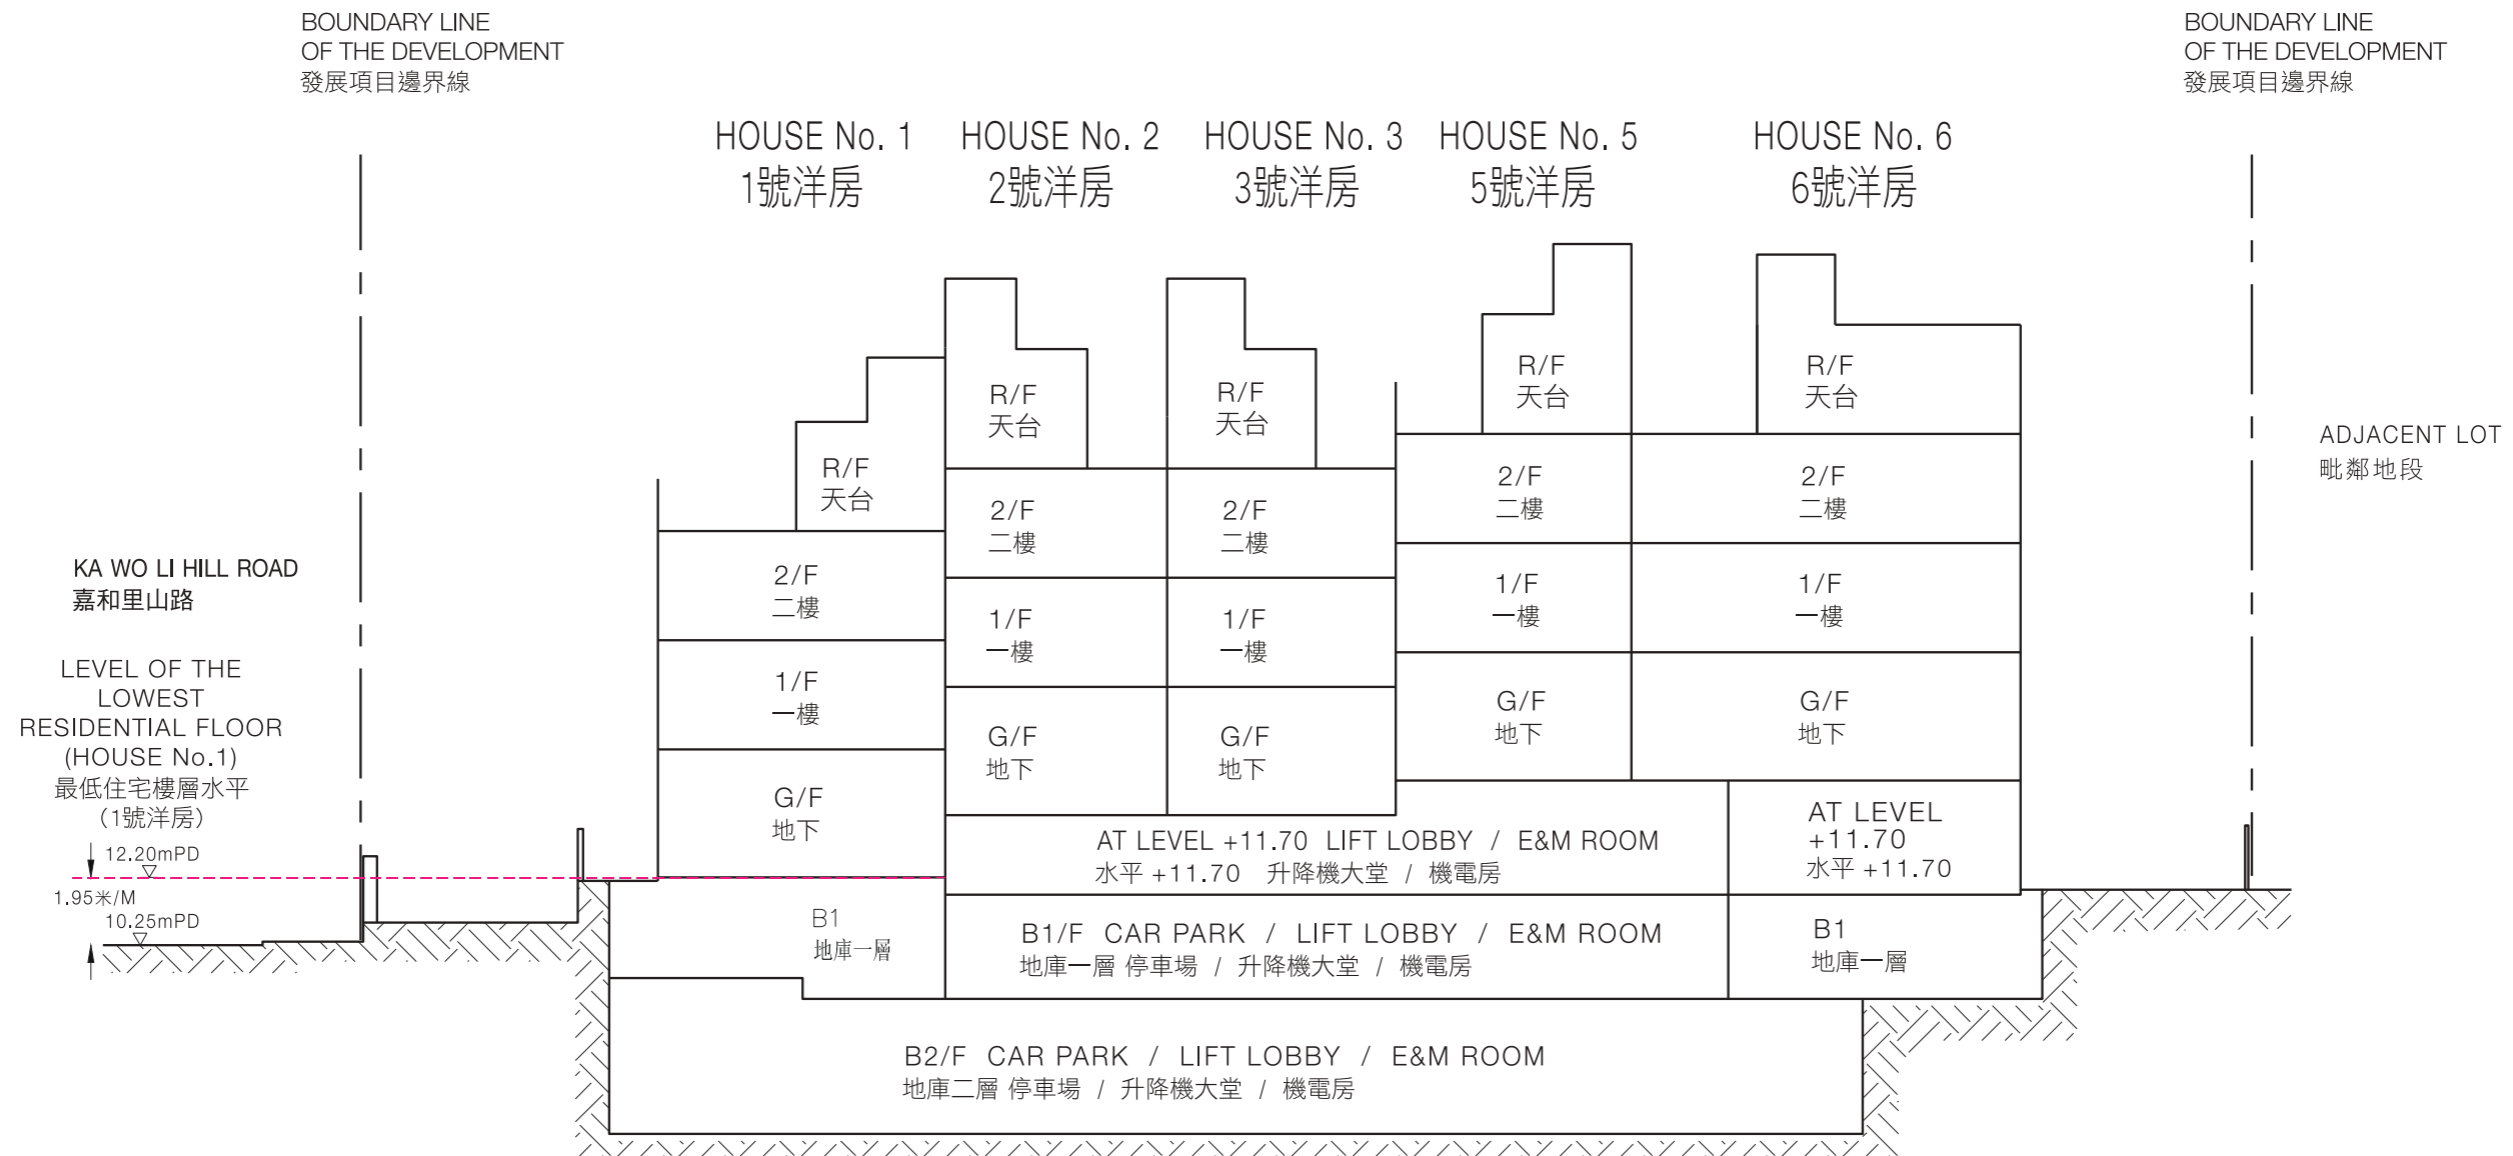 BOUNDARY LINE
OF THE DEVELOPMENT
發展項目邊界線
BOUNDARY LINE
OF THE DEVELOPMENT
發展項目邊界線
HOUSE No. 1
1號洋房
HOUSE No. 2
2號洋房
HOUSE No. 3
3號洋房
HOUSE No. 5
5號洋房
HOUSE No. 6
6號洋房
R/F
天台
2/F
二樓
1/F
一樓
G/F
地下
R/F
天台
2/F
二樓
1/F
一樓
G/F
地下
R/F
天台
2/F
二樓
1/F
一樓
G/F
地下
R/F
天台
2/F
二樓
1/F
一樓
G/F
地下
R/F
天台
2/F
二樓
1/F
一樓
G/F
地下
ADJACENT LOT
毗鄰地段
KA WO LI HILL ROAD
嘉和里山路
LEVEL OF THE
LOWEST
RESIDENTIAL FLOOR
(HOUSE No.1)
最低住宅樓層水平
（1號洋房）
12.20mPD
1.95米/M
10.25mPD
AT LEVEL +11.70 LIFT LOBBY / E&M ROOM
水平 +11.70 升降機大堂 / 機電房
AT LEVEL
+11.70
水平 +11.70
B1
地庫一層
B1/F CAR PARK / LIFT LOBBY / E&M ROOM
地庫一層 停車場 / 升降機大堂 / 機電房
B1
地庫一層
B2/F CAR PARK / LIFT LOBBY / E&M ROOM
地庫二層 停車場 / 升降機大堂 / 機電房